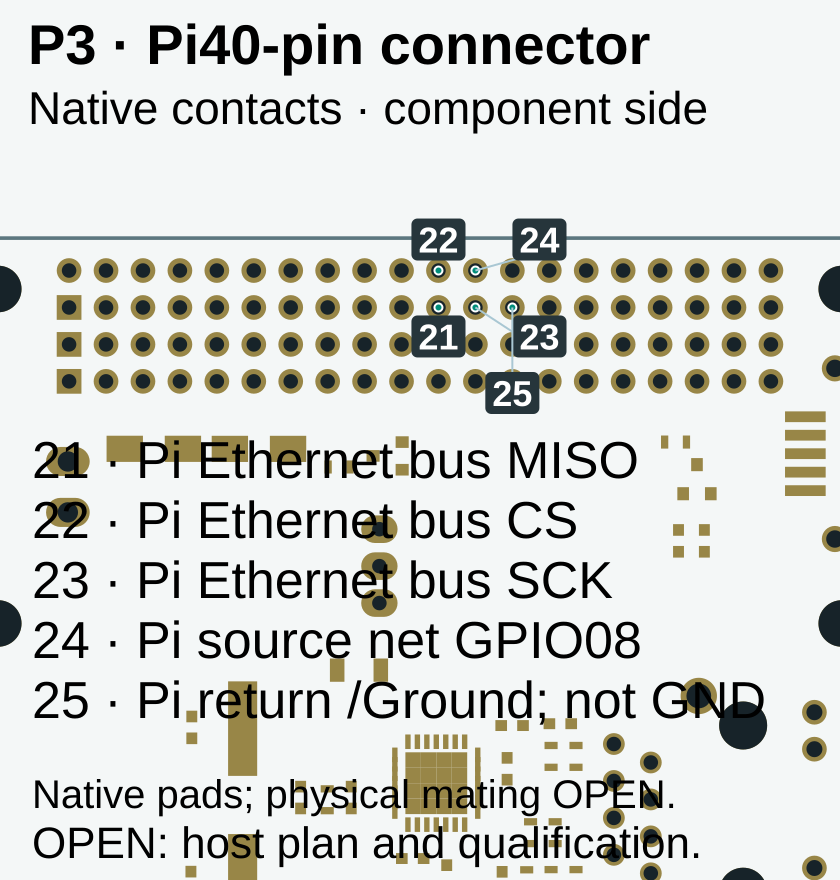 P3 · Pi40-pin connector
Native contacts · component side
22 24
21 23
25
21 · Pi Ethernet bus MISO
22 · Pi Ethernet bus CS
23 · Pi Ethernet bus SCK
24 · Pi source net GPIO08
25 · Pi return /Ground; not GND
Native pads; physical mating OPEN.
OPEN: host plan and qualification.